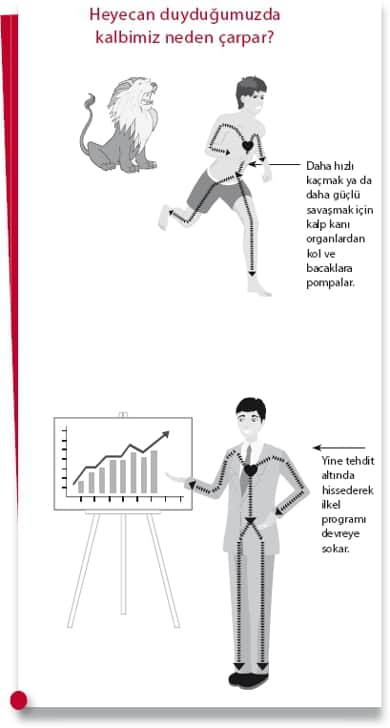 Heyecan duyduğumuzda
kalbimiz neden çarpar?
Daha hızlı
kaçmak ya da
daha güçlü
savaşmak için
kalp kanı
organlardan
kol ve
bacaklara
pompalar.
Yine tehdit
altında
hissederek
ilkel
programı
devreye
sokar.